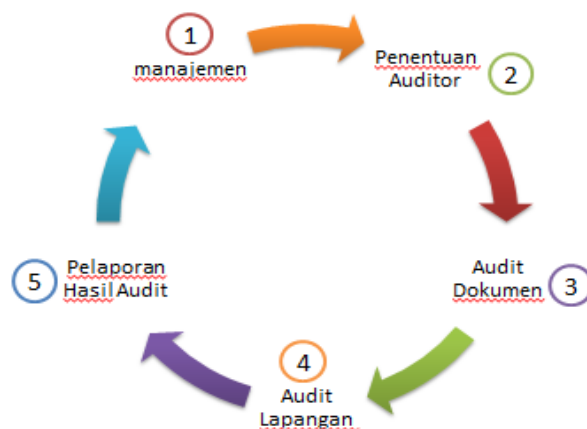 1
manajemen
Penentuan
Auditor
2
Audit
Dokumen
3
4
Audit
Lapangan
5
Pelaporan
Hasil Audit